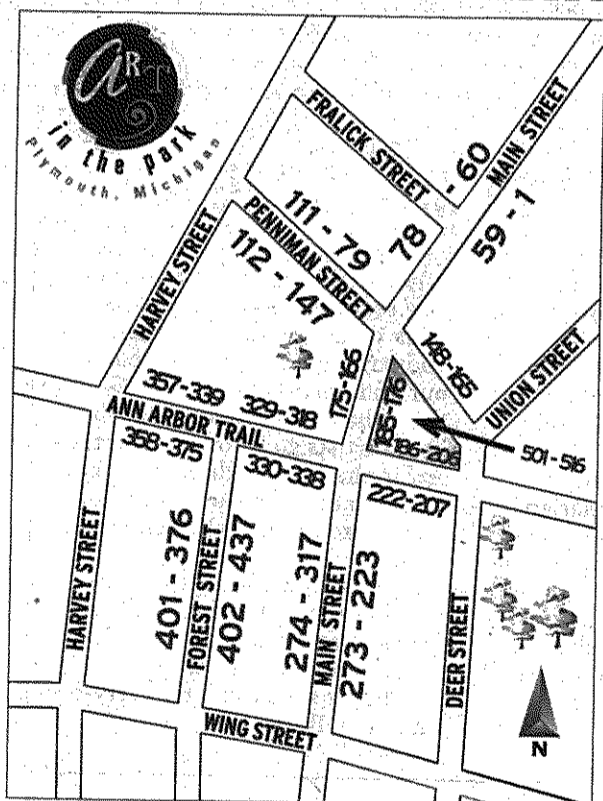 ART
in the park
Plymouth, Michigan
FRALICK STREET
- 60
MAIN STREET
59 - 1
111 - 79
78
PENNIMAN STREET
HARVEY STREET
112 - 147
148-165
UNION STREET
175-166
357-339
329-318
185-176
186-206
501-516
ANN ARBOR TRAIL
358-375
330-338
222-207
HARVEY STREET
401 - 376
FOREST STREET
402 - 437
274 - 317
MAIN STREET
273 - 223
DEER STREET
WING STREET
N